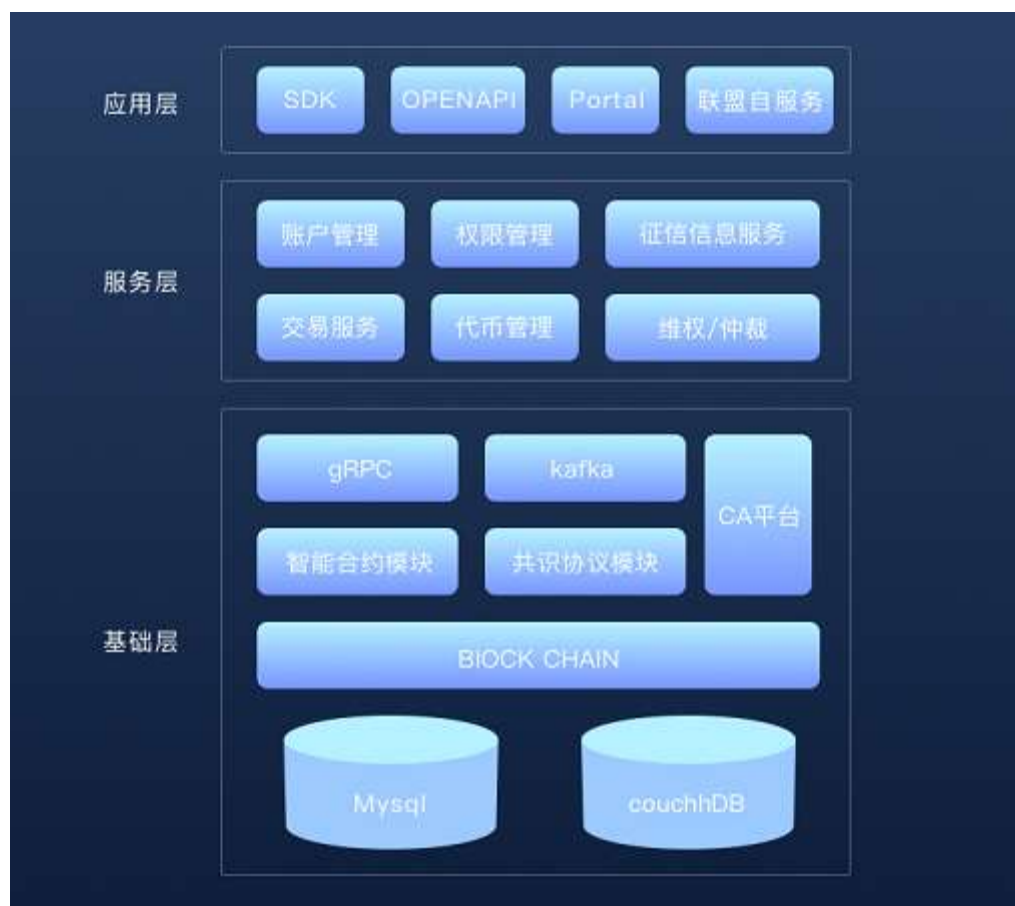 应用层
SDK
OPENAPI
Portal
联盟自服务
服务层
账户管理
权限管理
征信信息服务
交易服务
代币管理
维权/仲裁
基础层
gRPC
kafka
CA平台
智能合约模块
共识协议模块
BIOCK CHAIN
Mysql
couchhDB